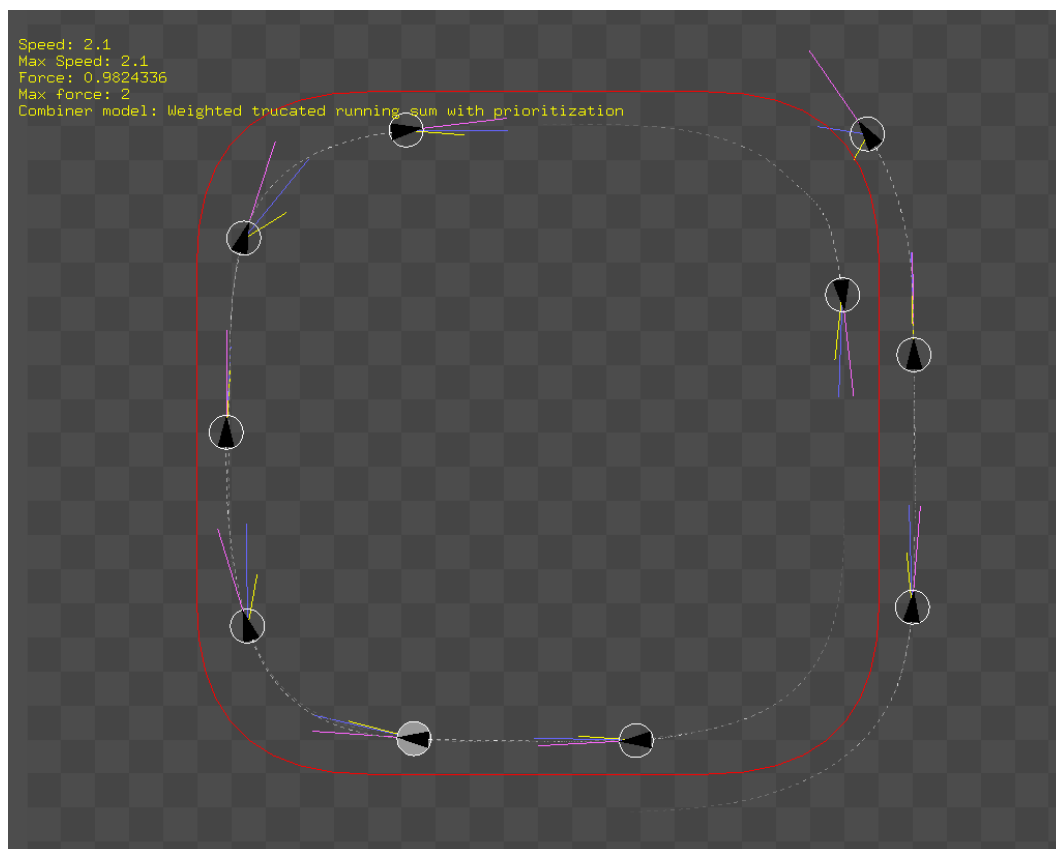 Speed: 2.1
Max Speed: 2.1
Force: 0.9824336
Max force: 2
Combiner model: Weighted trucated running sum with prioritization